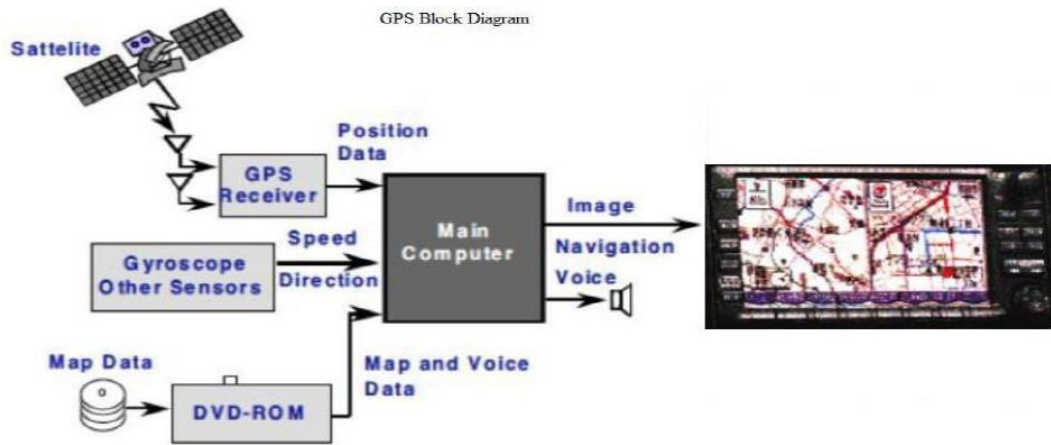 GPS Block Diagram
Sattelite
Position
Data
GPS
Receiver
Main
Computer
Image
Navigation
Voice
Speed
Direction
Gyroscope
Other Sensors
Map Data
DVD-ROM
Map and Voice
Data